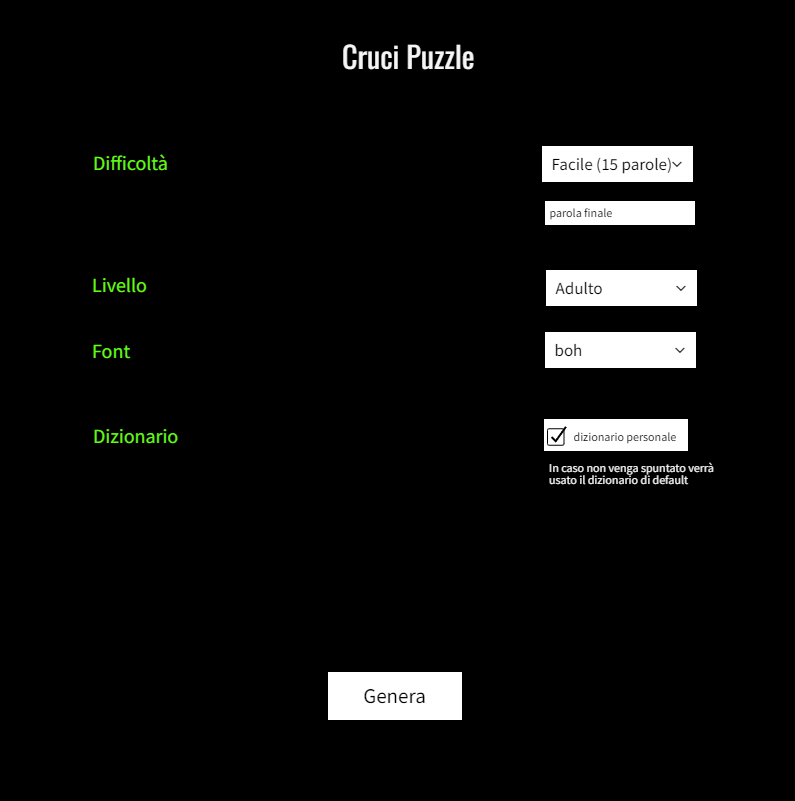 Cruci Puzzle
Difficoltà
Facile (15 parole)
parola finale
Livello
Adulto
Font
boh
Dizionario
dizionario personale
In caso non venga spuntato verrà
usato il dizionario di default
Genera